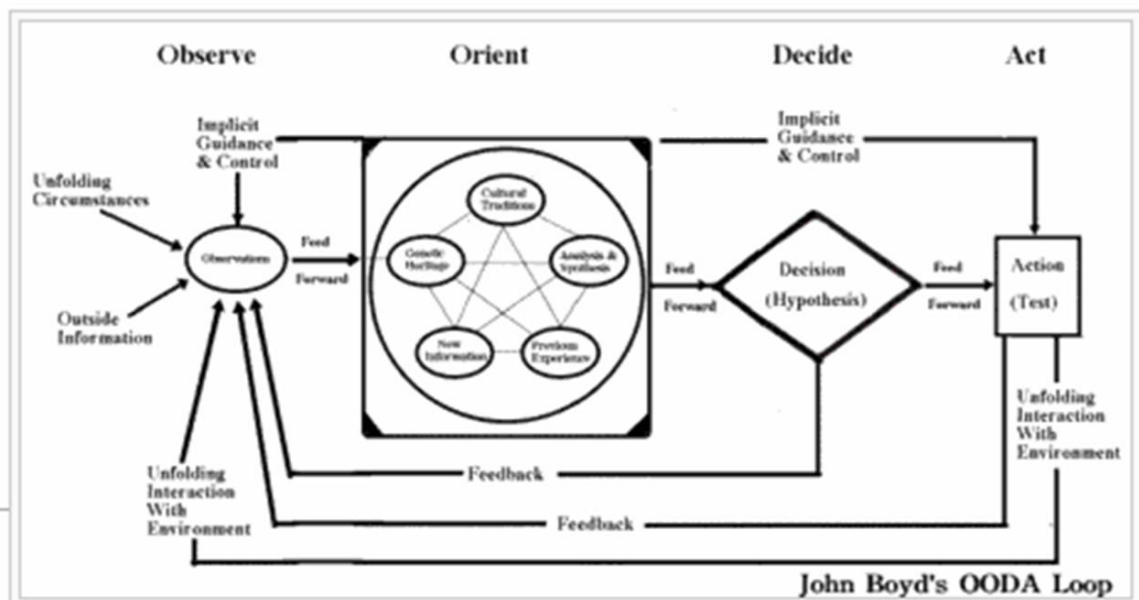 Observe
Orient
Decide
Act
Implicit
Guidance
& Control
Unfolding
Circumstances
Observations
Outside
Information
Feed
Forward
Cultural
Traditions
Genetic
Heritage
Analysis &
Synthesis
New
Information
Previous
Experience
Feed
Forward
Implicit
Guidance
& Control
Decision
(Hypothesis)
Feed
Forward
Action
(Test)
Unfolding
Interaction
With
Environment
Feedback
Feedback
Unfolding
Interaction
With
Environment
John Boyd's OODA Loop